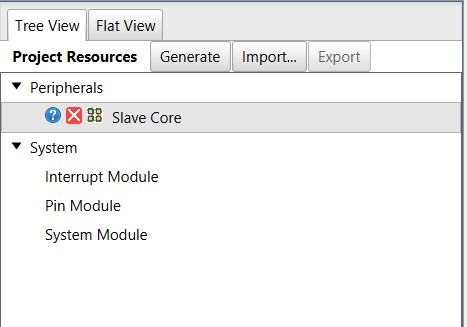 Tree View Flat View
Project Resources Generate Import... Export
Peripherals
? Slave Core
System
Interrupt Module
Pin Module
System Module